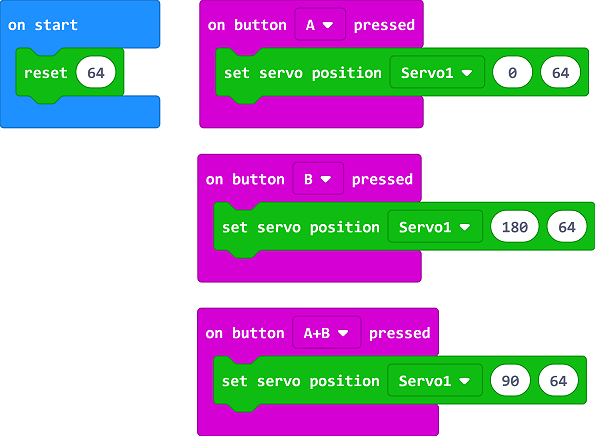 on start
reset 64
on button A pressed
set servo position Servo1 0 64
on button B pressed
set servo position Servo1 180 64
on button A+B pressed
set servo position Servo1 90 64